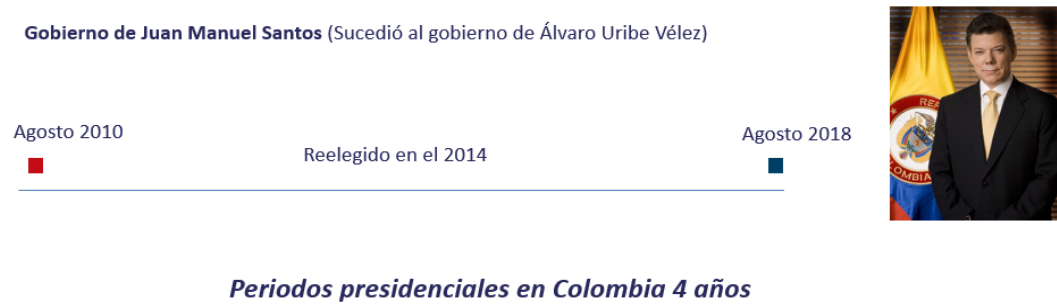 Gobierno de Juan Manuel Santos (Sucedió al gobierno de Álvaro Uribe Vélez)
Agosto 2010
Reelegido en el 2014
Agosto 2018
Periodos presidenciales en Colombia 4 años